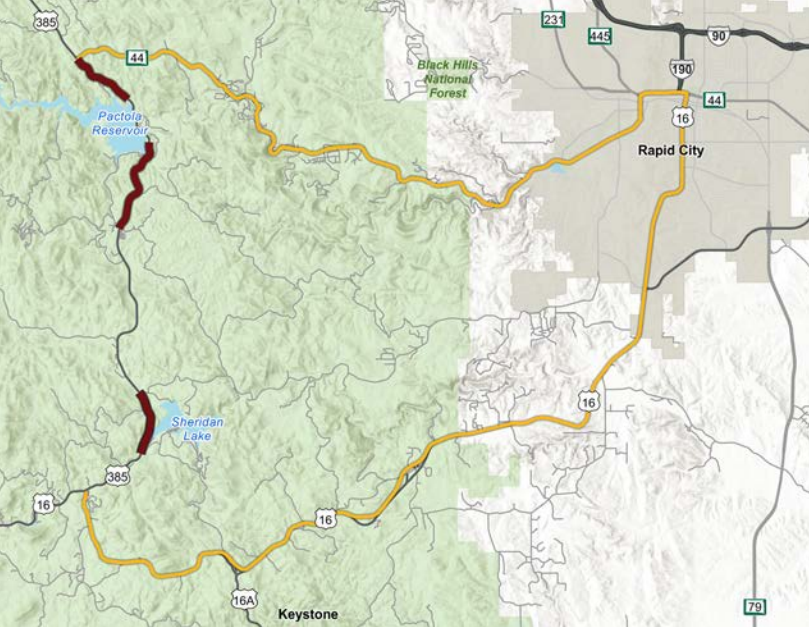 385
231
445
90
44
Black Hills
National
Forest
190
44
16
Pactola
Reservoir
Rapid City
16
Sheridan
Lake
385
16
16
16A
Keystone
79